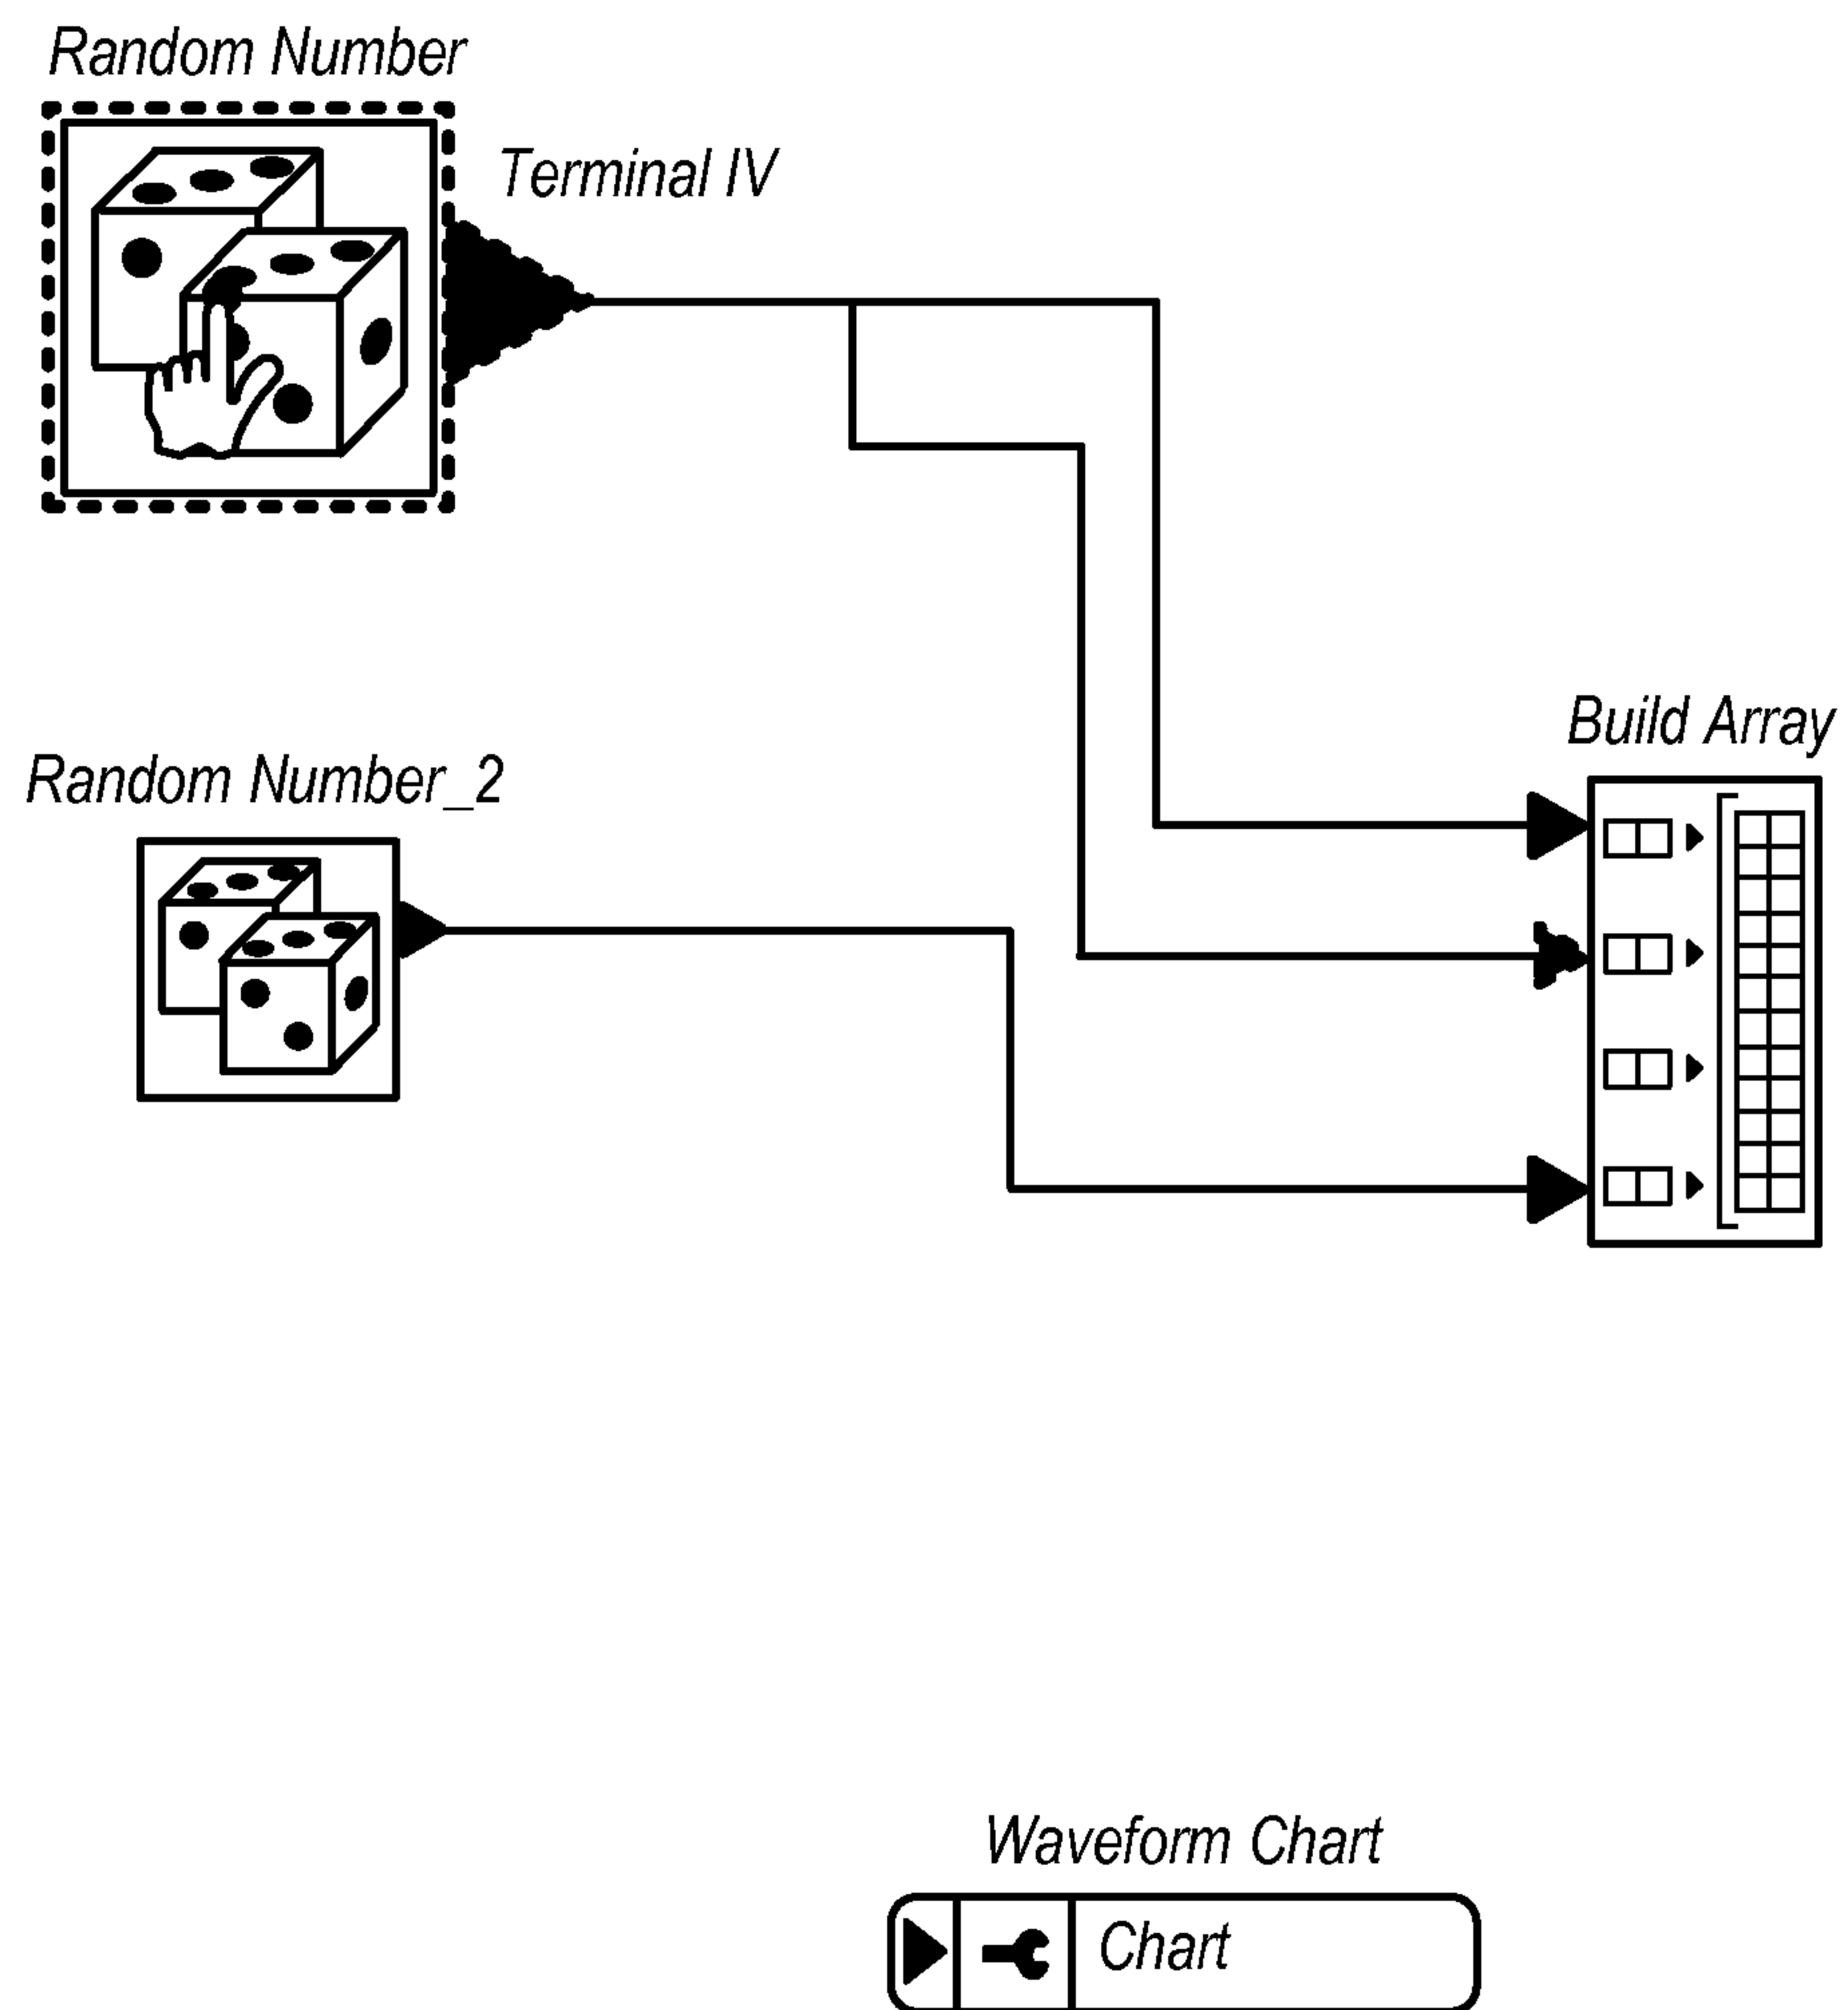 Random Number
Terminal IV
Build Array
Random Number_2
Waveform Chart
Chart